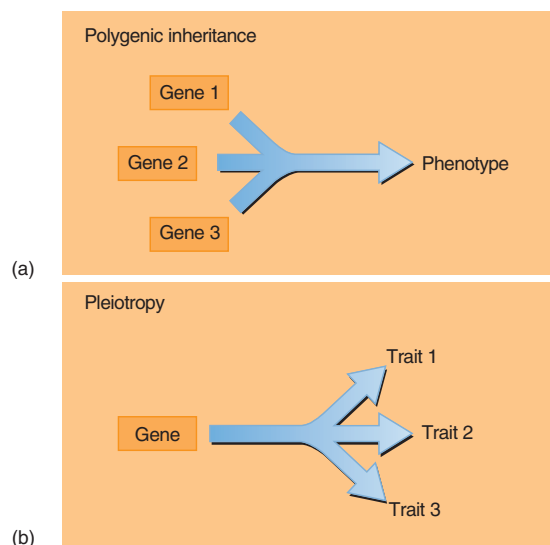 Polygenic inheritance
Gene 1
Gene 2
Phenotype
Gene 3
(a)
Pleiotropy
Trait 1
Gene
Trait 2
Trait 3
(b)